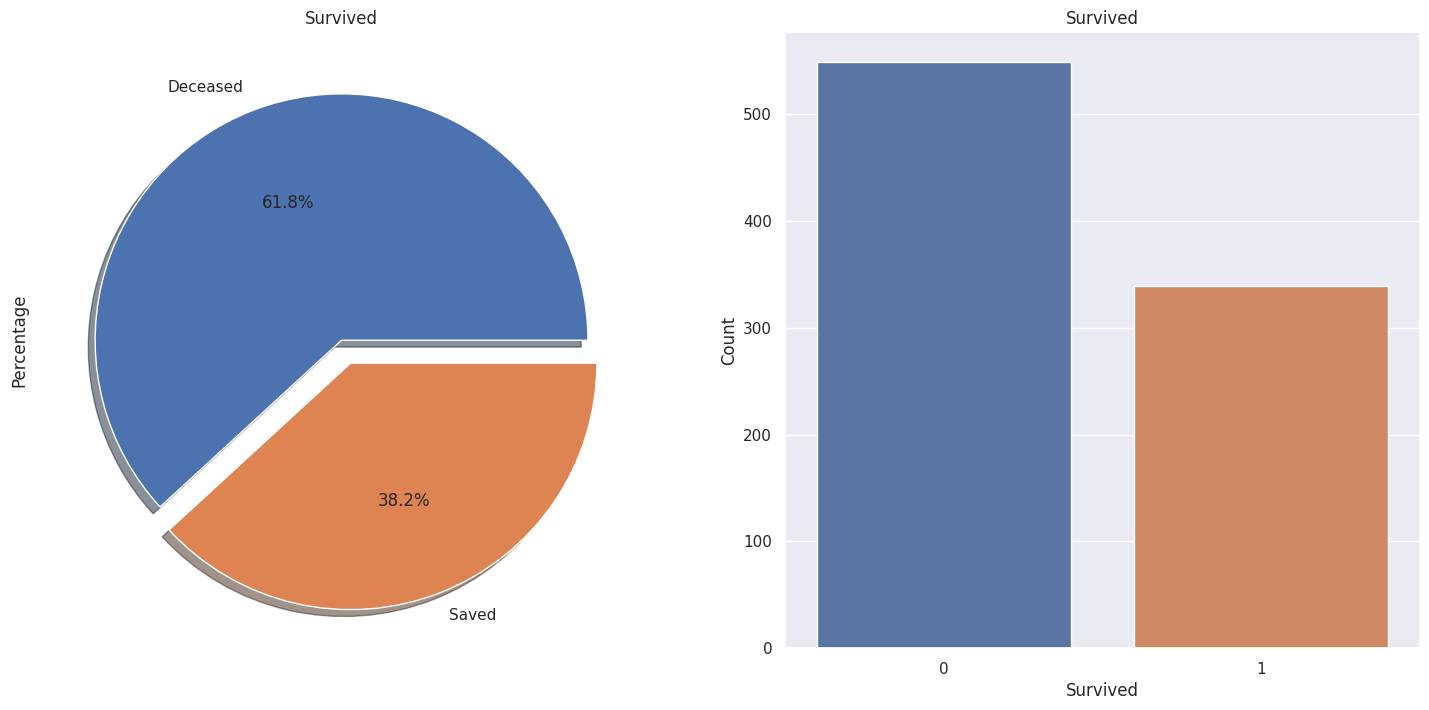 Survived
Deceased
61.8%
Percentage
38.2%
Saved
Survived
500
400
300
200
100
0
Count
0 1
Survived